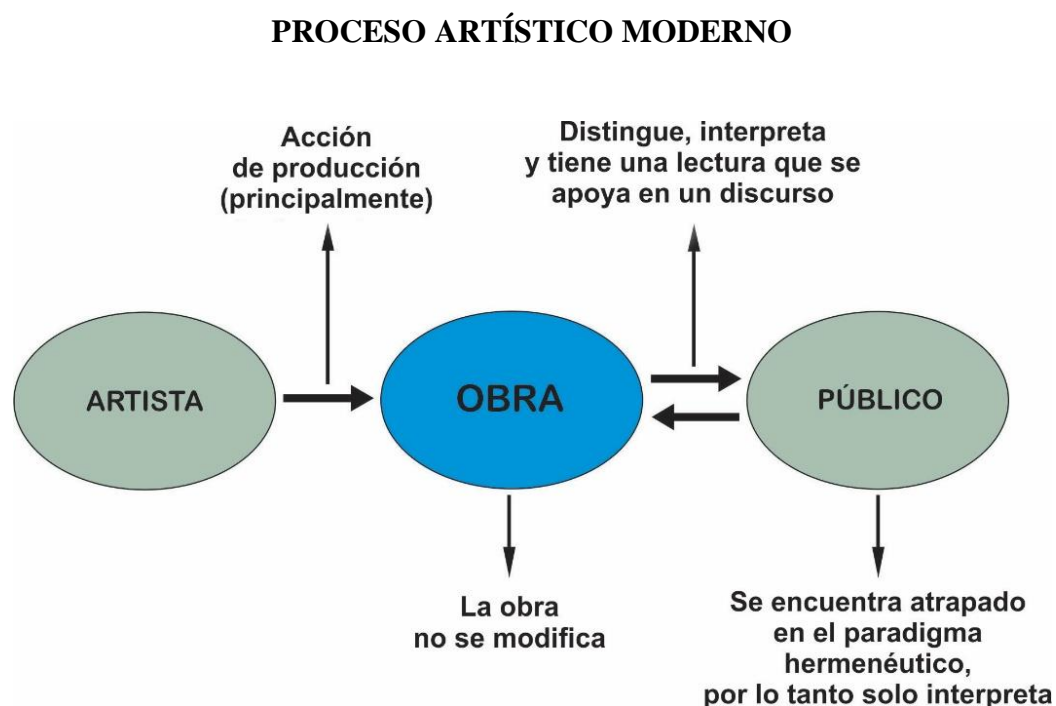 PROCESO ARTÍSTICO MODERNO
Acción
de producción
(principalmente)
Distingue, interpreta
y tiene una lectura que se
apoya en un discurso
ARTISTA
OBRA
PÚBLICO
La obra
no se modifica
Se encuentra atrapado
en el paradigma
hermenéutico,
por lo tanto solo interpreta